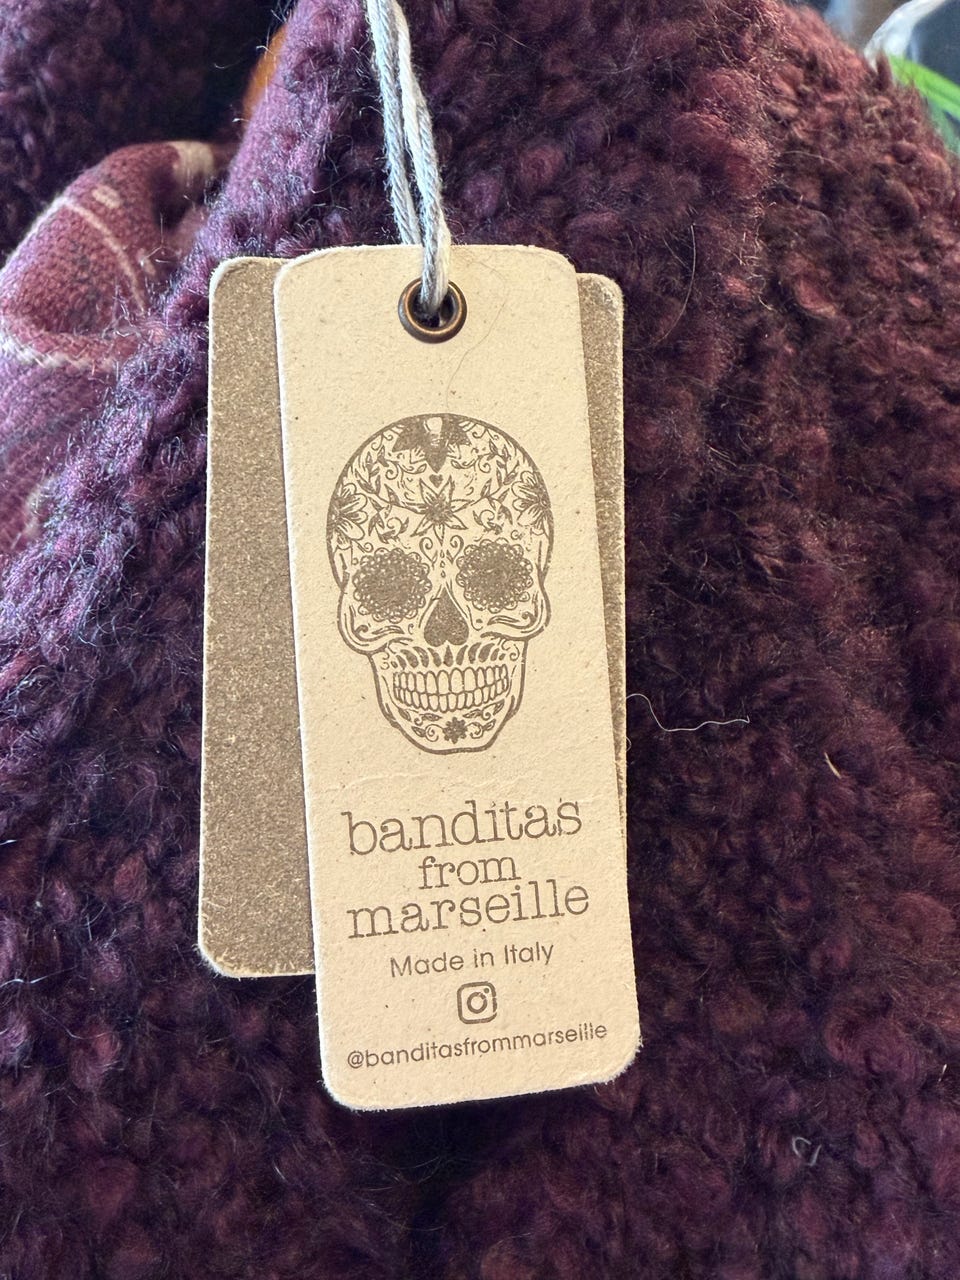 banditas
from
marseille
Made in Italy
@banditasfrommarseille